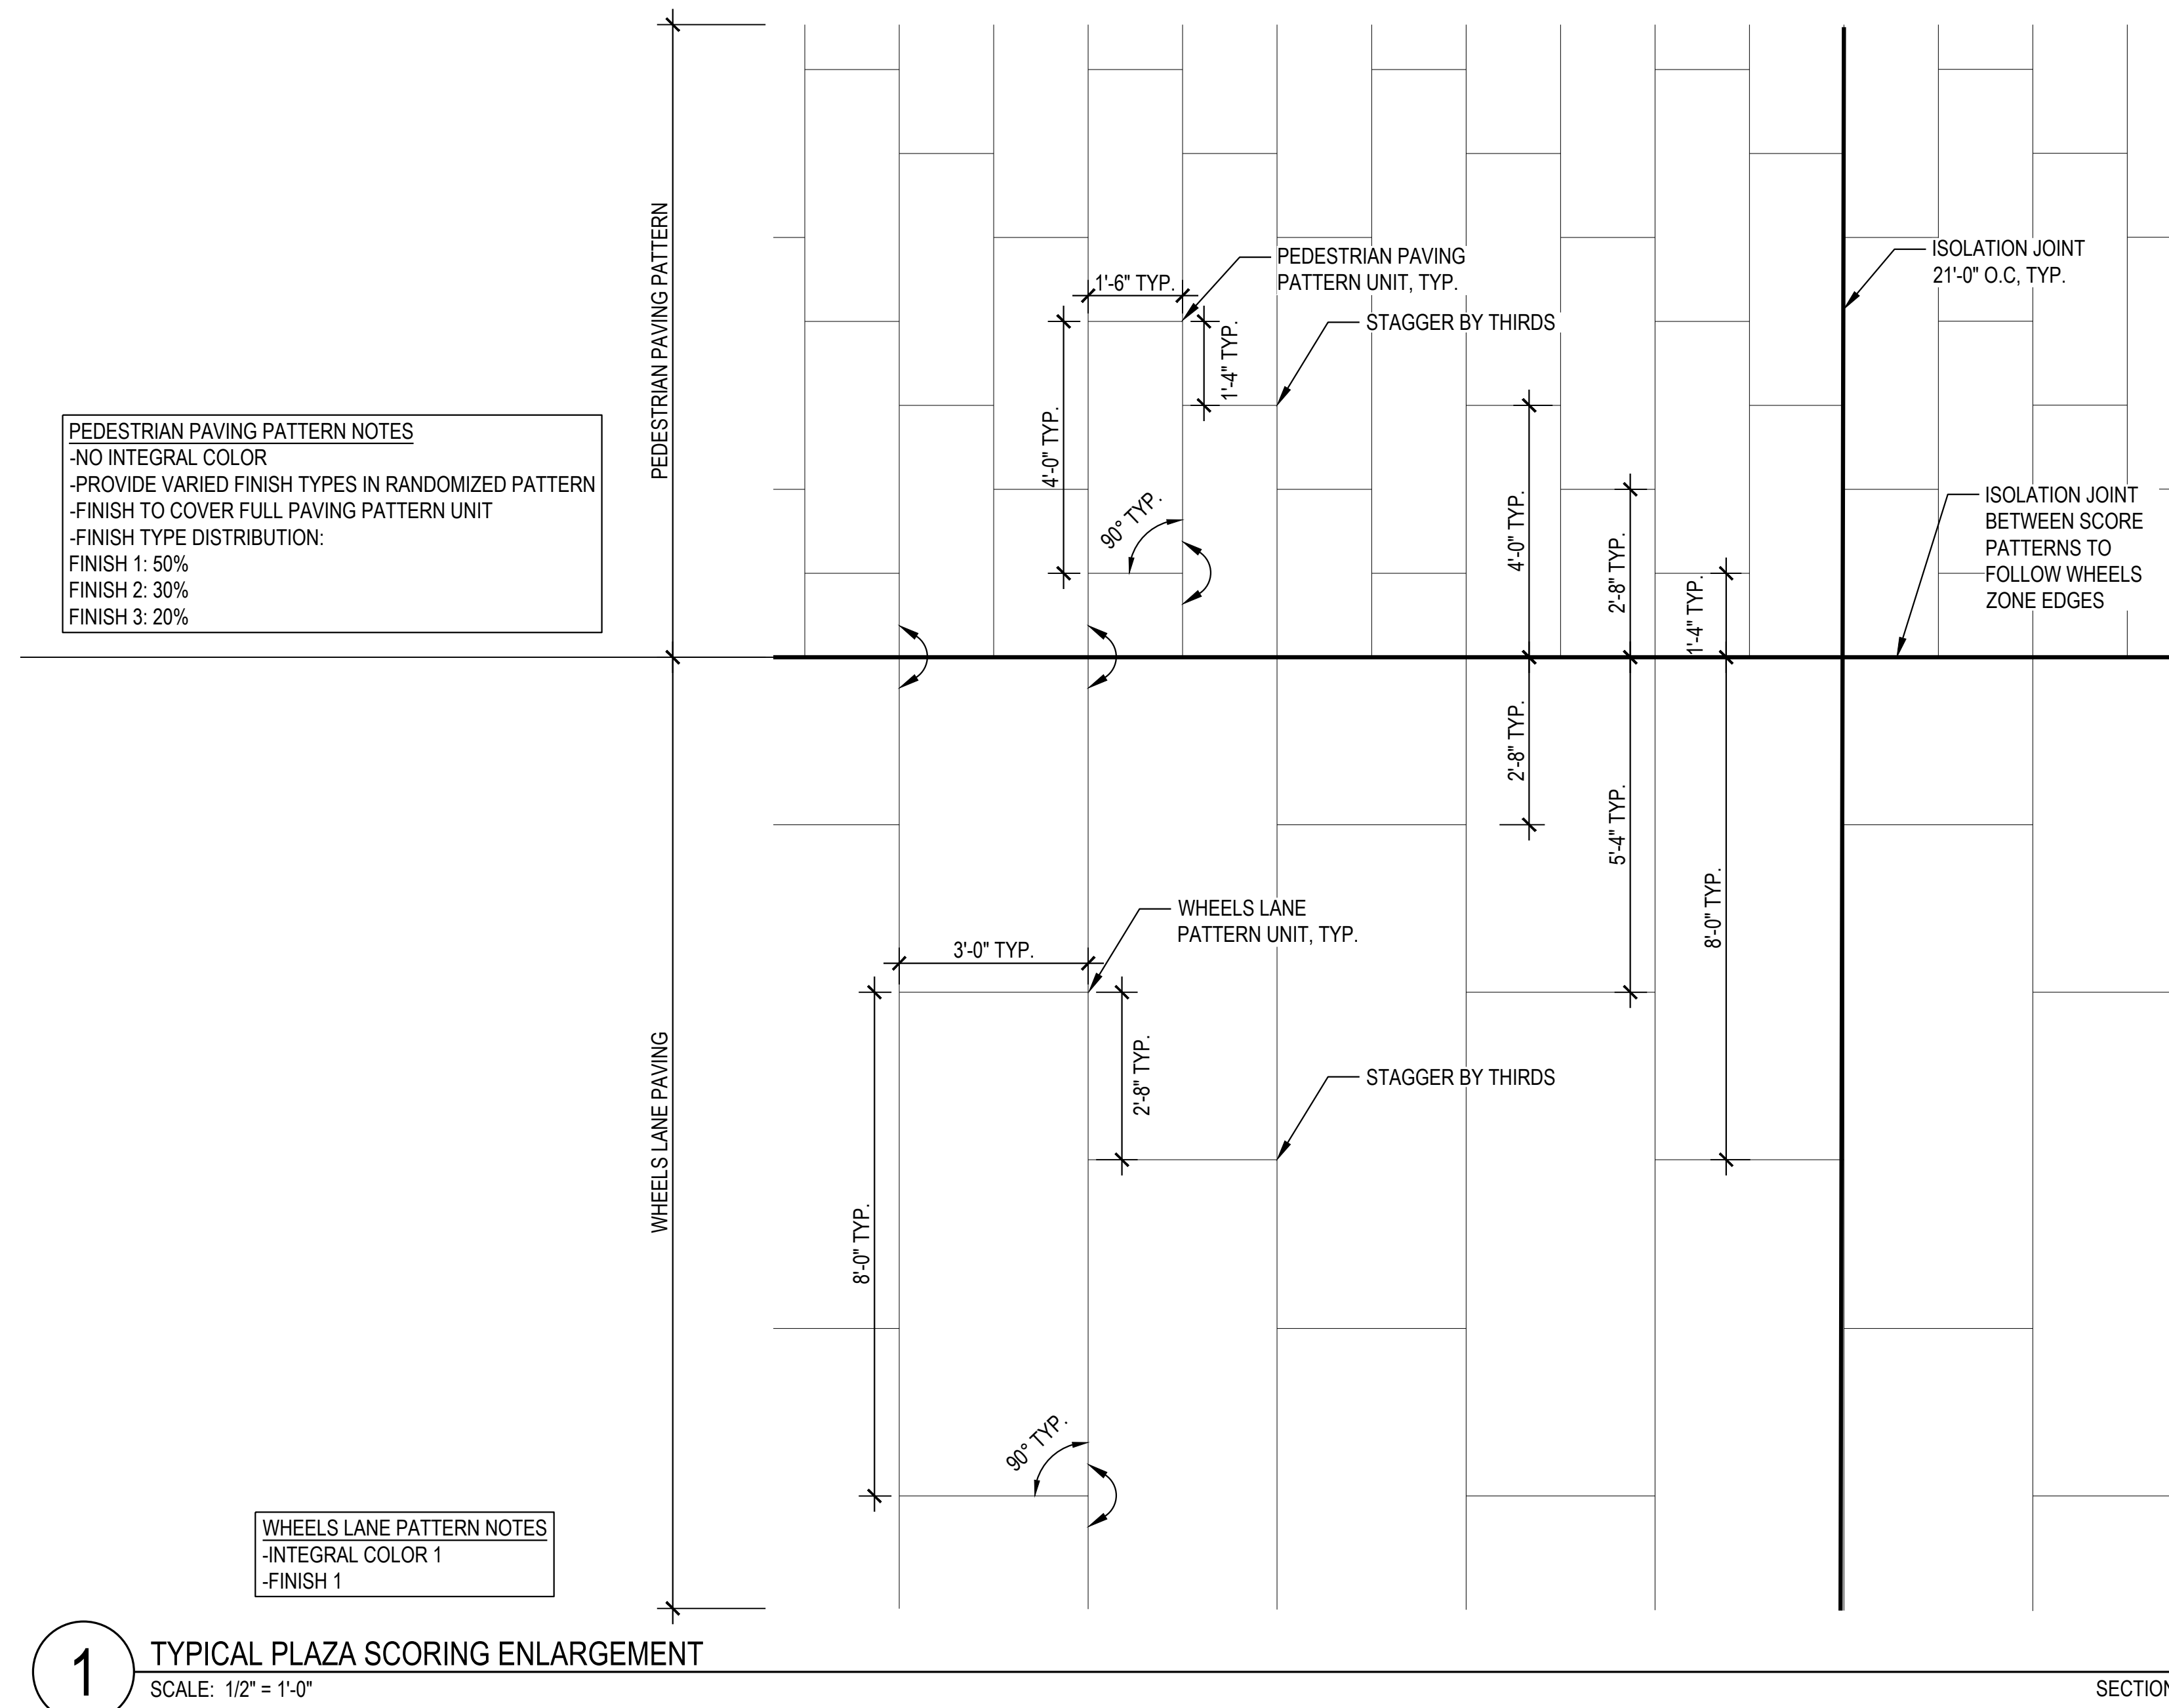 PEDESTRIAN PAVING PATTERN
1'-6" TYP.
PEDESTRIAN PAVING
PATTERN UNIT, TYP.
STAGGER BY THIRDS
ISOLATION JOINT
21'-0" O.C, TYP.
1'-4" TYP.
4'-0" TYP.
90° TYP.
4'-0" TYP.
2'-8" TYP.
1'-4" TYP.
ISOLATION JOINT
BETWEEN SCORE
PATTERNS TO
FOLLOW WHEELS
ZONE EDGES
PEDESTRIAN PAVING PATTERN NOTES
-NO INTEGRAL COLOR
-PROVIDE VARIED FINISH TYPES IN RANDOMIZED PATTERN
-FINISH TO COVER FULL PAVING PATTERN UNIT
-FINISH TYPE DISTRIBUTION:
FINISH 1: 50%
FINISH 2: 30%
FINISH 3: 20%
2'-8" TYP.
5'-4" TYP.
8'-0" TYP.
WHEELS LANE
PATTERN UNIT, TYP.
3'-0" TYP.
WHEELS LANE PAVING
2'-8" TYP.
STAGGER BY THIRDS
8'-0" TYP.
90° TYP.
WHEELS LANE PATTERN NOTES
-INTEGRAL COLOR 1
-FINISH 1
1
TYPICAL PLAZA SCORING ENLARGEMENT
SCALE: 1/2" = 1'-0"
SECTION